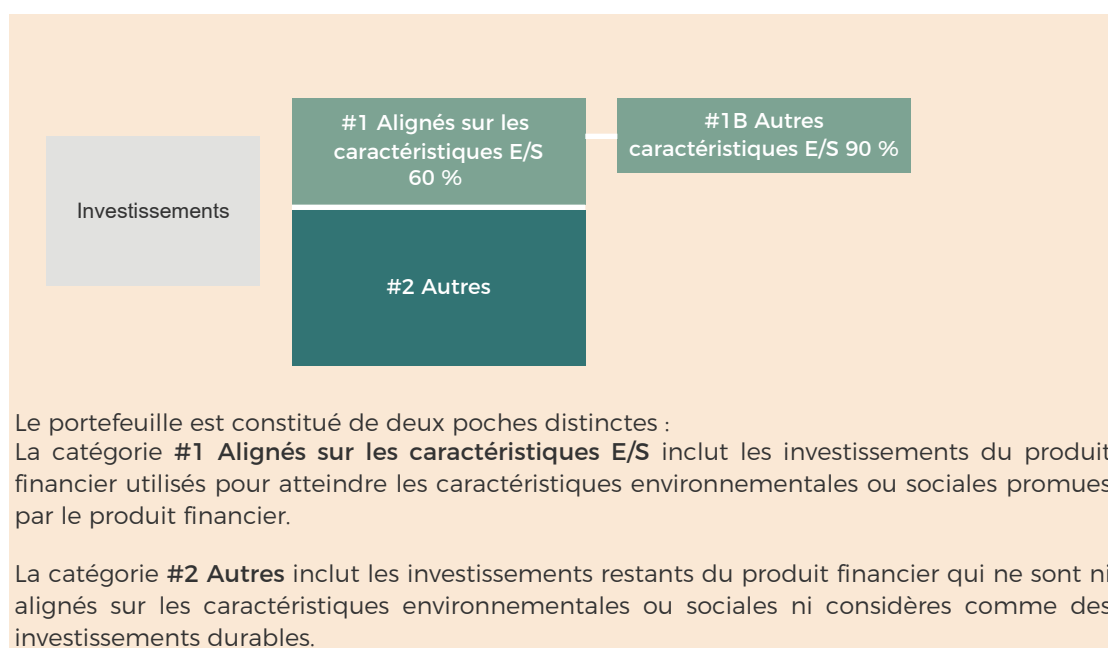 #1 Alignés sur les
caractéristiques E/S
60 %
#1B Autres
caractéristiques E/S 90 %
Investissements
#2 Autres
Le portefeuille est constitué de deux poches distinctes :
La catégorie #1 Alignés sur les caractéristiques E/S inclut les investissements du produit
financier utilisés pour atteindre les caractéristiques environnementales ou sociales promues
par le produit financier.
La catégorie #2 Autres inclut les investissements restants du produit financier qui ne sont ni
alignés sur les caractéristiques environnementales ou sociales ni considères comme des
investissements durables.